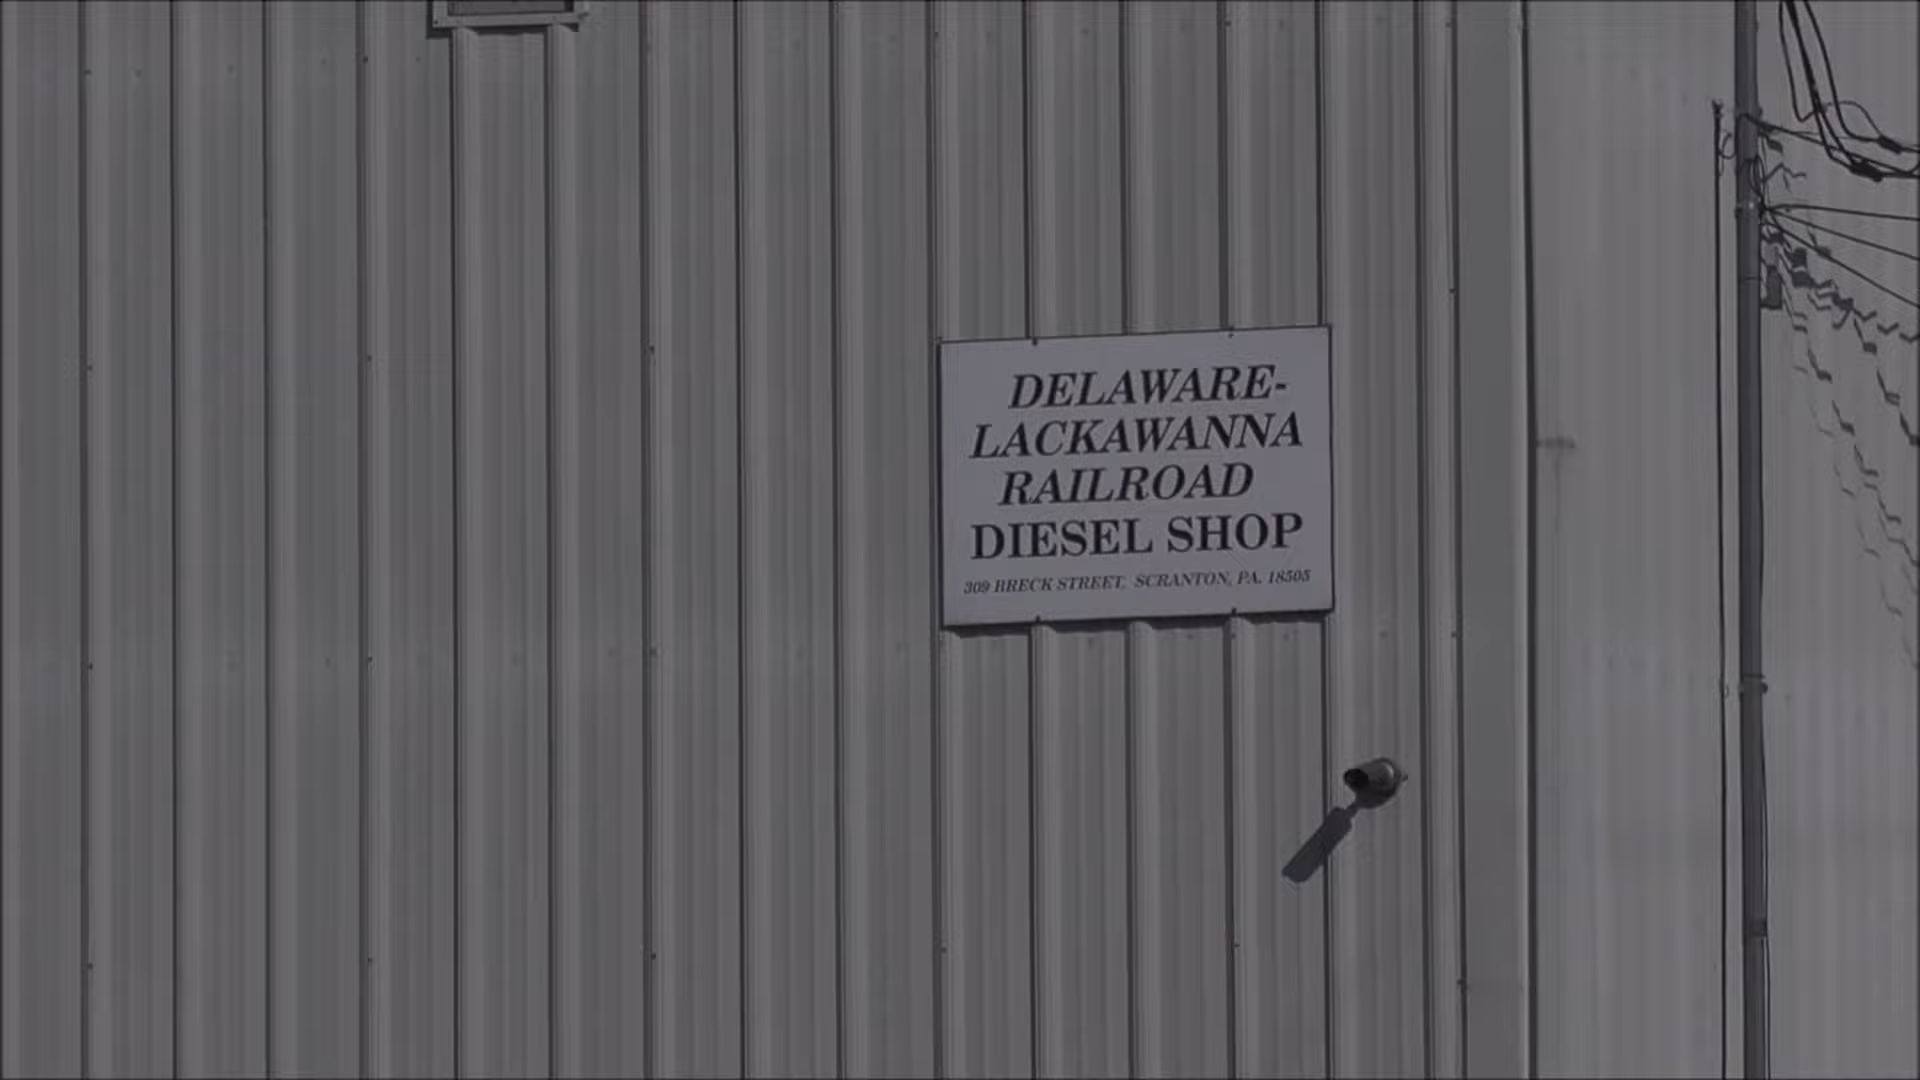 DELAWARE-
LACKAWANNA
RAILROAD
DIESEL SHOP
309 BRECK STREET, SCRANTON, PA. 18505